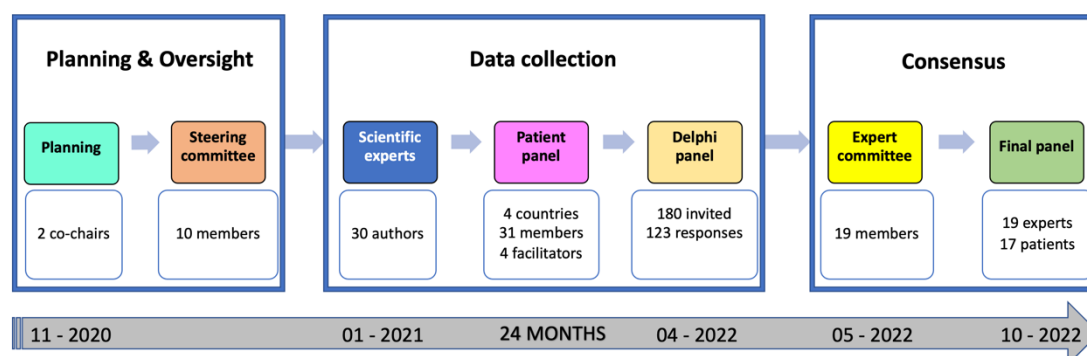 Planning & Oversight
Planning
Steering
committee
2 co-chairs
10 members
Data collection
Scientific
experts
Patient
panel
Delphi
panel
30 authors
4 countries
31 members
4 facilitators
180 invited
123 responses
Consensus
Expert
committee
Final panel
19 members
19 experts
17 patients
11 - 2020
01 - 2021
24 MONTHS
04 - 2022
05 - 2022
10 - 2022